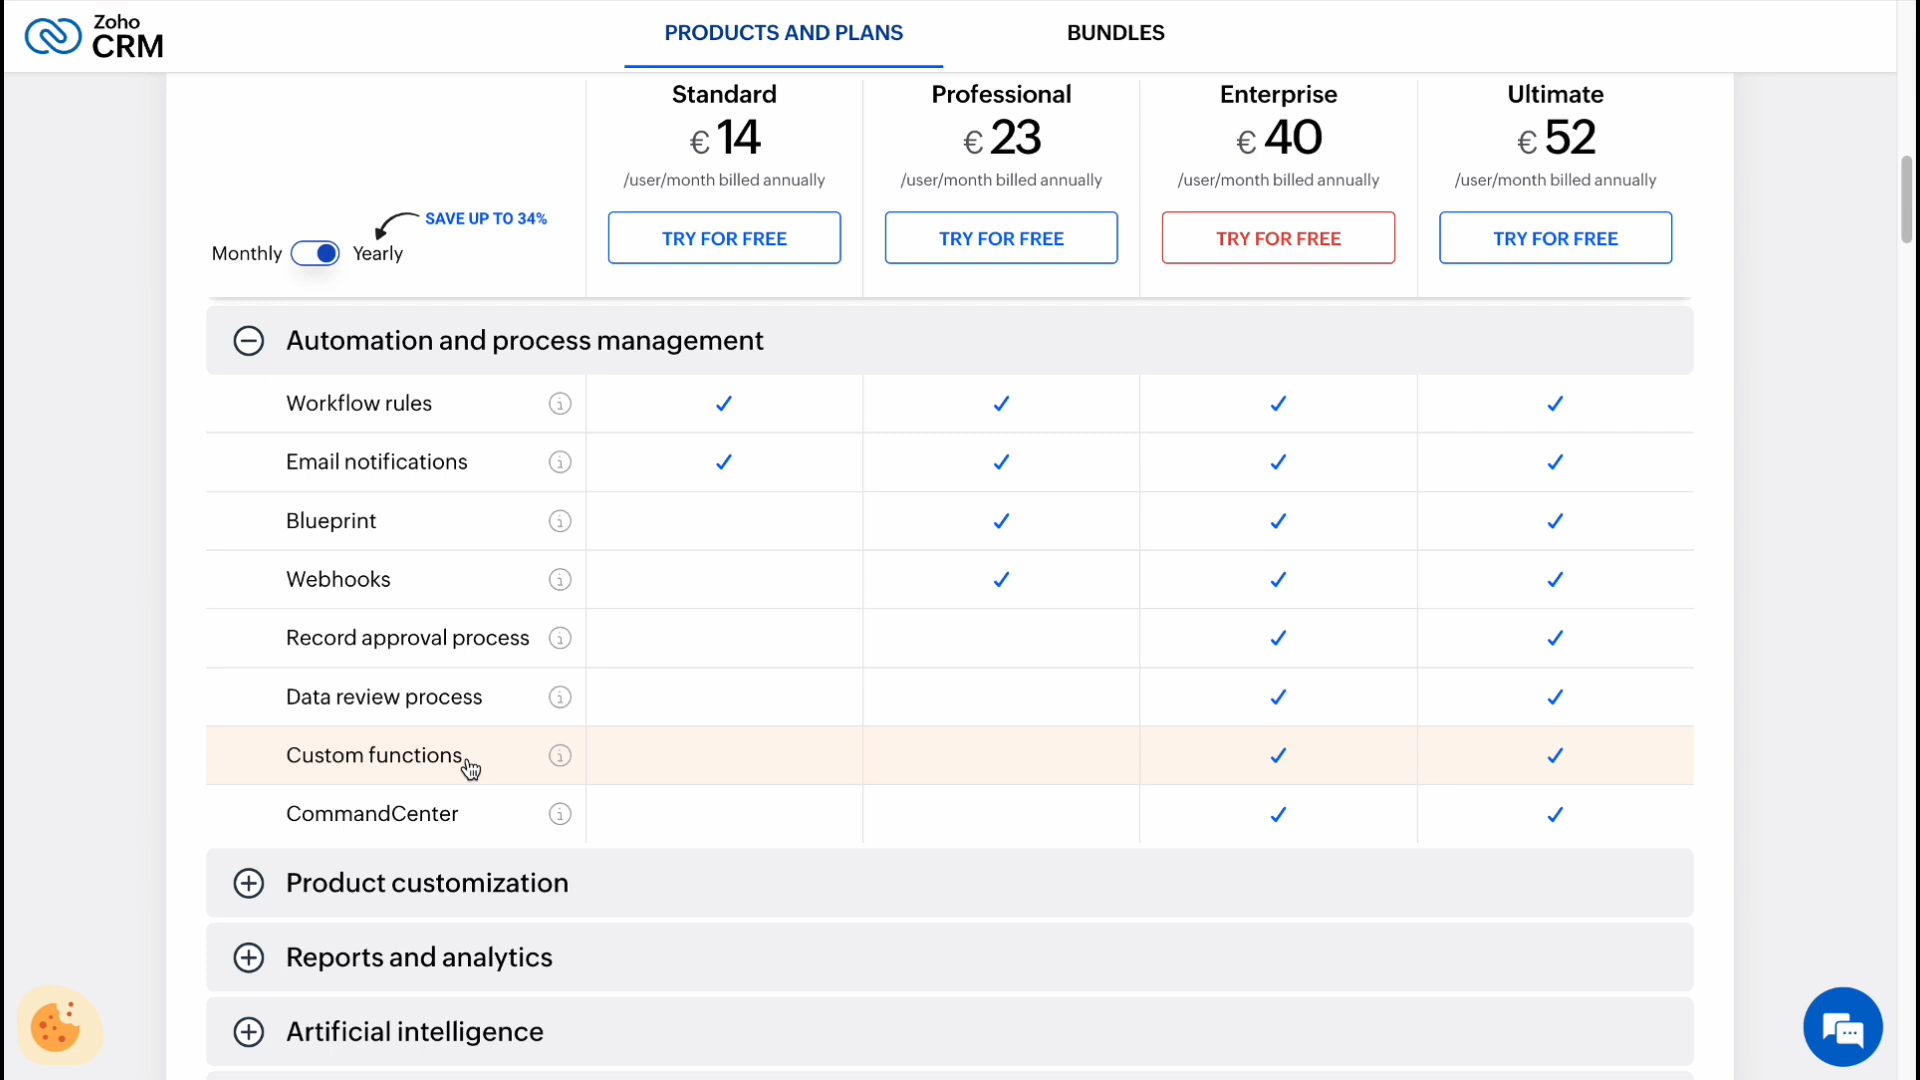 Zoho
CRM
PRODUCTS AND PLANS
BUNDLES
Standard
Professional
Enterprise
Ultimate
€ 14
€ 23
€ 40
€ 52
/user/month billed annually
/user/month billed annually
/user/month billed annually
/user/month billed annually
SAVE UP TO 34%
Monthly
Yearly
TRY FOR FREE
TRY FOR FREE
TRY FOR FREE
TRY FOR FREE
Automation and process management
Workflow rules
Email notifications
Blueprint
Webhooks
Record approval process
Data review process
Custom functions
CommandCenter
Product customization
Reports and analytics
Artificial intelligence